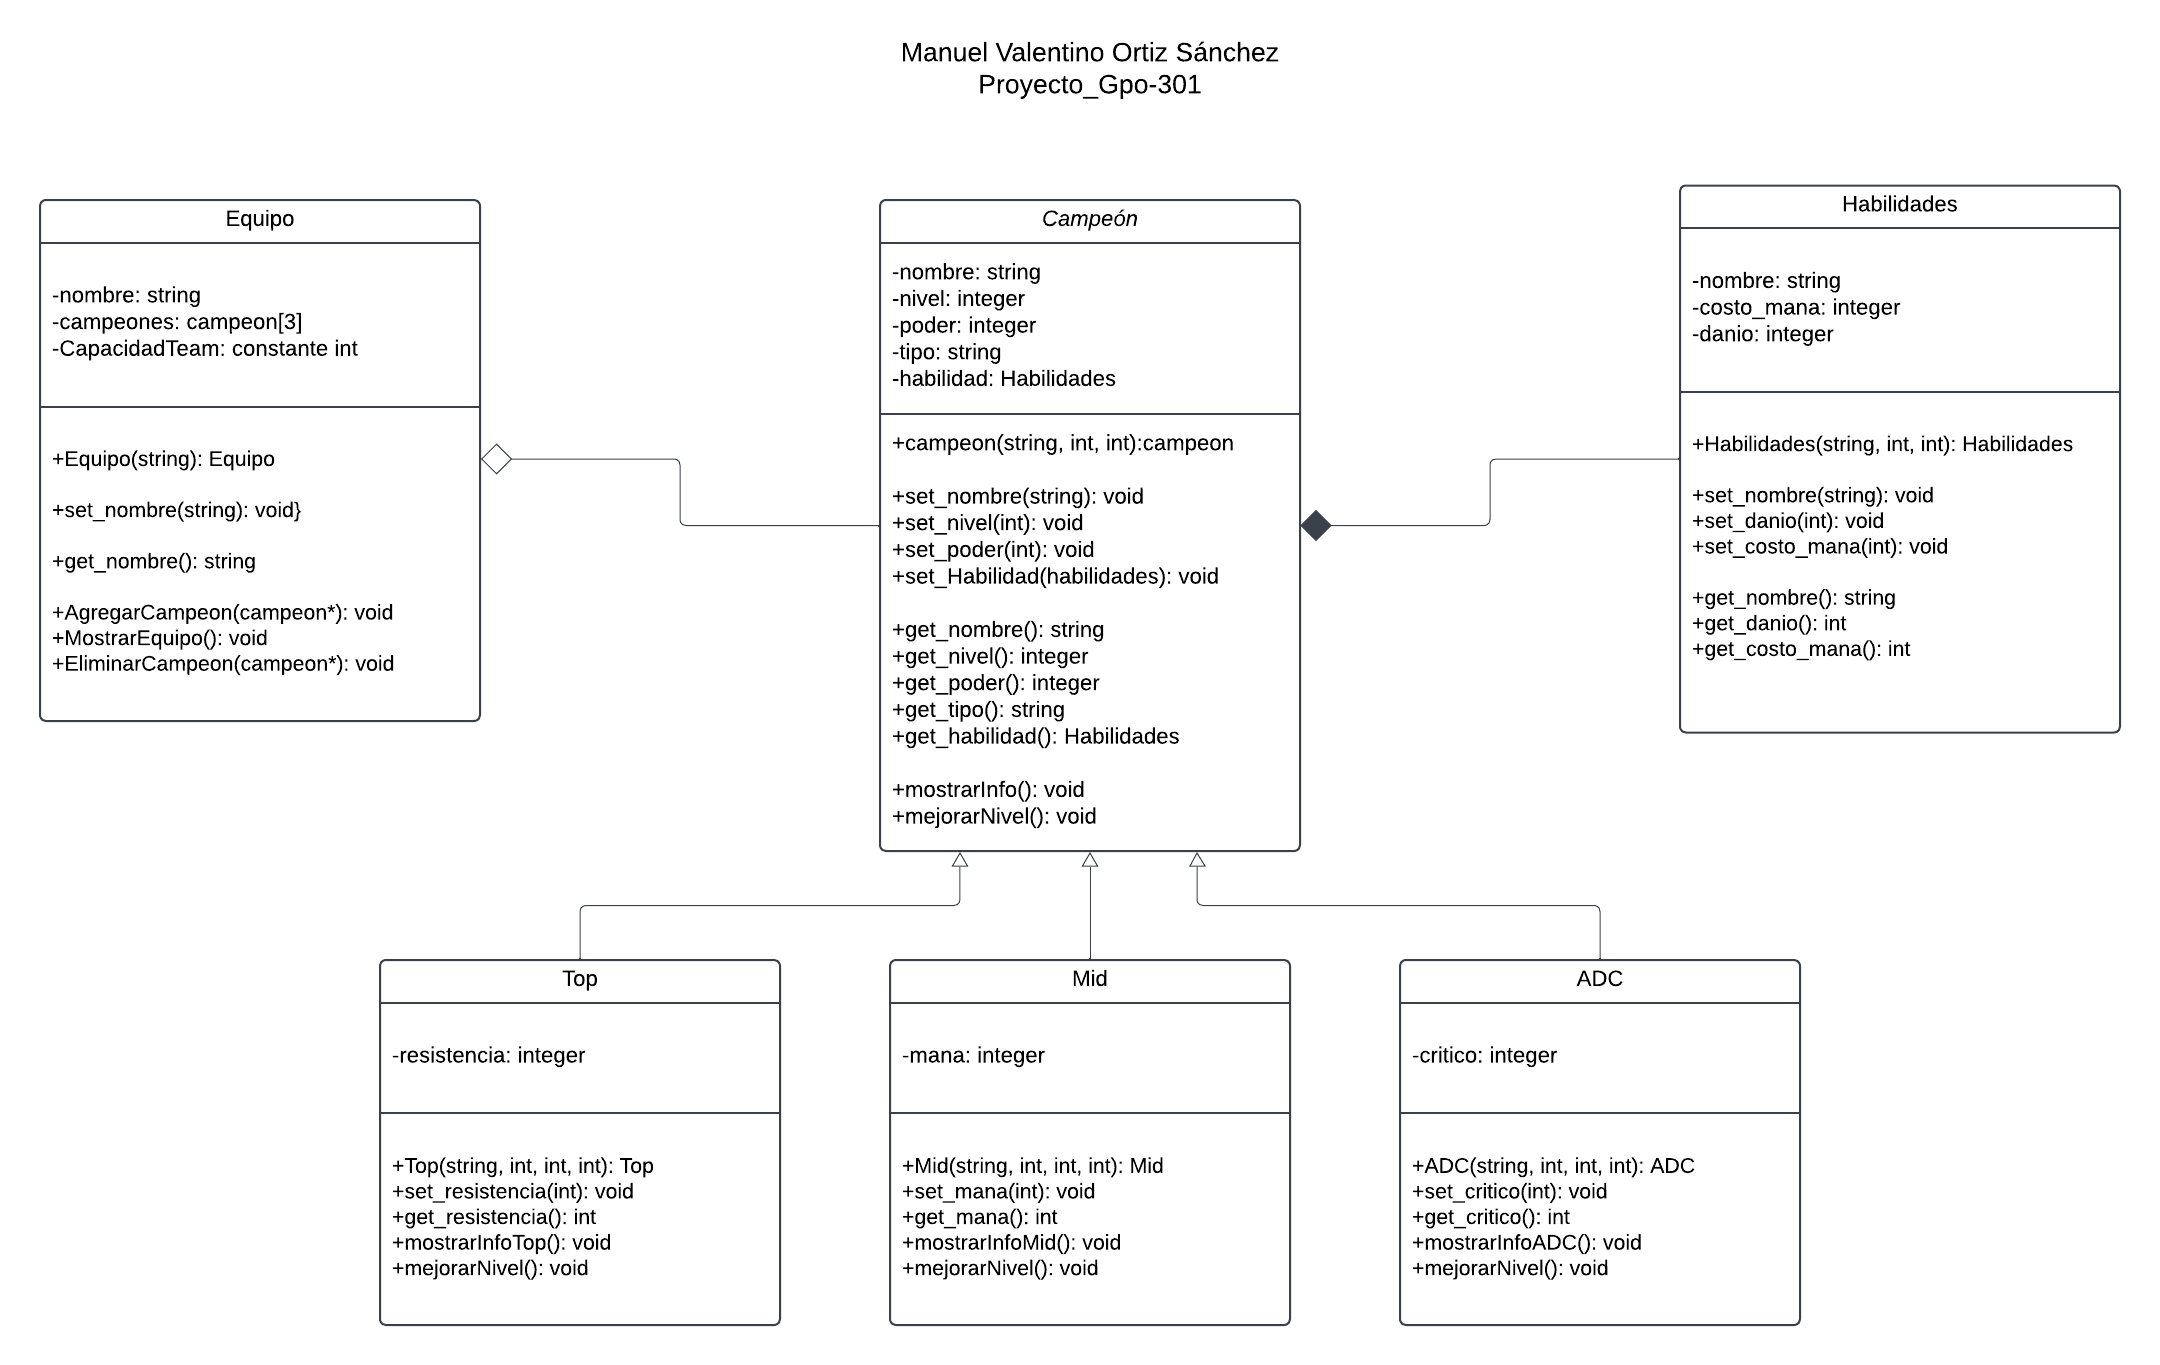 Manuel Valentino Ortiz Sánchez
Proyecto_Gpo-301
Equipo
-nombre: string
-campeones: campeon[3]
-CapacidadTeam: constante int
+Equipo(string): Equipo
+set_nombre(string): void}
+get_nombre(): string
+AgregarCampeon(campeon*): void
+MostrarEquipo(): void
+EliminarCampeon(campeon*): void
Campeón
-nombre: string
-nivel: integer
-poder: integer
-tipo: string
-habilidad: Habilidades
+campeon(string, int, int):campeon
+set_nombre(string): void
+set_nivel(int): void
+set_poder(int): void
+set_Habilidad(habilidades): void
+get_nombre(): string
+get_nivel(): integer
+get_poder(): integer
+get_tipo(): string
+get_habilidad(): Habilidades
+mostrarInfo(): void
+mejorarNivel(): void
Habilidades
-nombre: string
-costo_mana: integer
-danio: integer
+Habilidades(string, int, int): Habilidades
+set_nombre(string): void
+set_danio(int): void
+set_costo_mana(int): void
+get_nombre(): string
+get_danio(): int
+get_costo_mana(): int
Top
-resistencia: integer
+Top(string, int, int, int): Top
+set_resistencia(int): void
+get_resistencia(): int
+mostrarInfoTop(): void
+mejorarNivel(): void
Mid
-mana: integer
+Mid(string, int, int, int): Mid
+set_mana(int): void
+get_mana(): int
+mostrarInfoMid(): void
+mejorarNivel(): void
ADC
-critico: integer
+ADC(string, int, int, int): ADC
+set_critico(int): void
+get_critico(): int
+mostrarInfoADC(): void
+mejorarNivel(): void